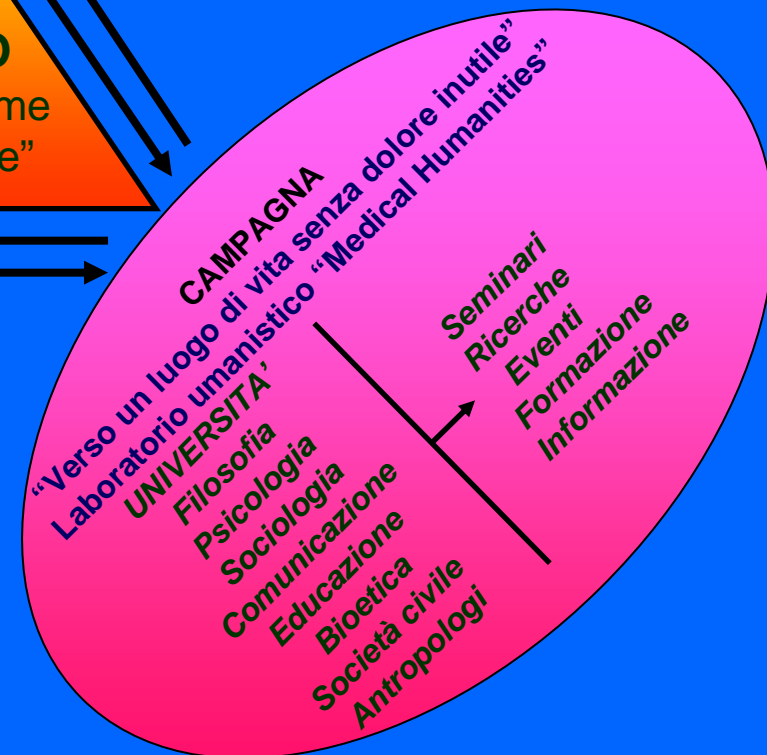 O
me
e”
CAMPAGNA
“Verso un luogo di vita senza dolore inutile”
Laboratorio umanistico “Medical Humanities”
UNIVERSITA’
Filosofia
Psicologia
Sociologia
Comunicazione
Educazione
Bioetica
Società civile
Antropologi
Seminari
Ricerche
Eventi
Formazione
Informazione